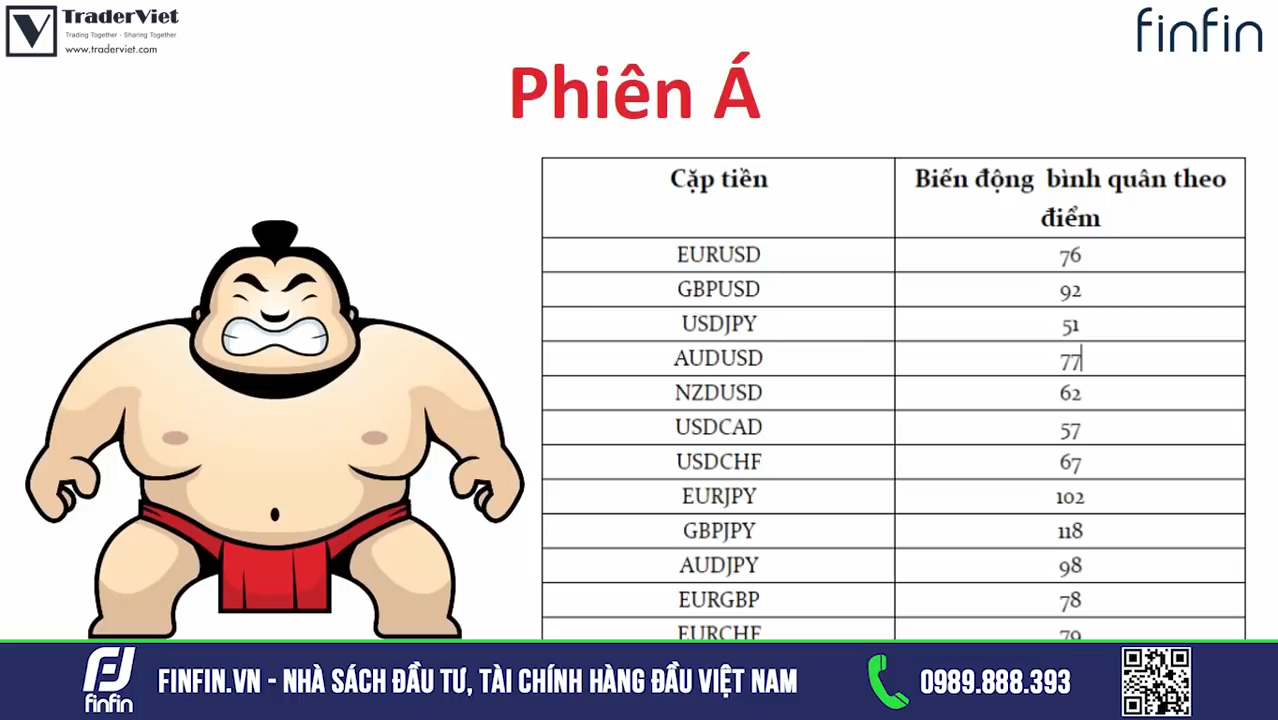 TraderViet
Trading Together - Sharing Together
www.traderviet.com
finfin
Phiên Á
Cặp tiền
Biến động bình quân theo
điểm
EURUSD 76
GBPUSD 92
USDJPY 51
AUDUSD 77
NZDUSD 62
USDCAD 57
USDCHF 67
EURJPY 102
GBPJPY 118
AUDJPY 98
EURGBP 78
EURCHF 79
finfin
FINFIN.VN - NHÀ SÁCH ĐẦU TƯ, TÀI CHÍNH HÀNG ĐẦU VIỆT NAM
0989.888.393